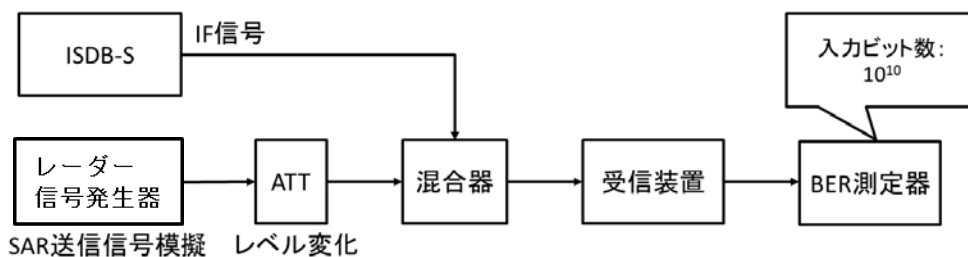 ISDB-S
IF信号
入力ビット数:
10¹⁰
レーダー
信号発生器
ATT
混合器
受信装置
BER測定器
SAR送信信号模擬
レベル変化